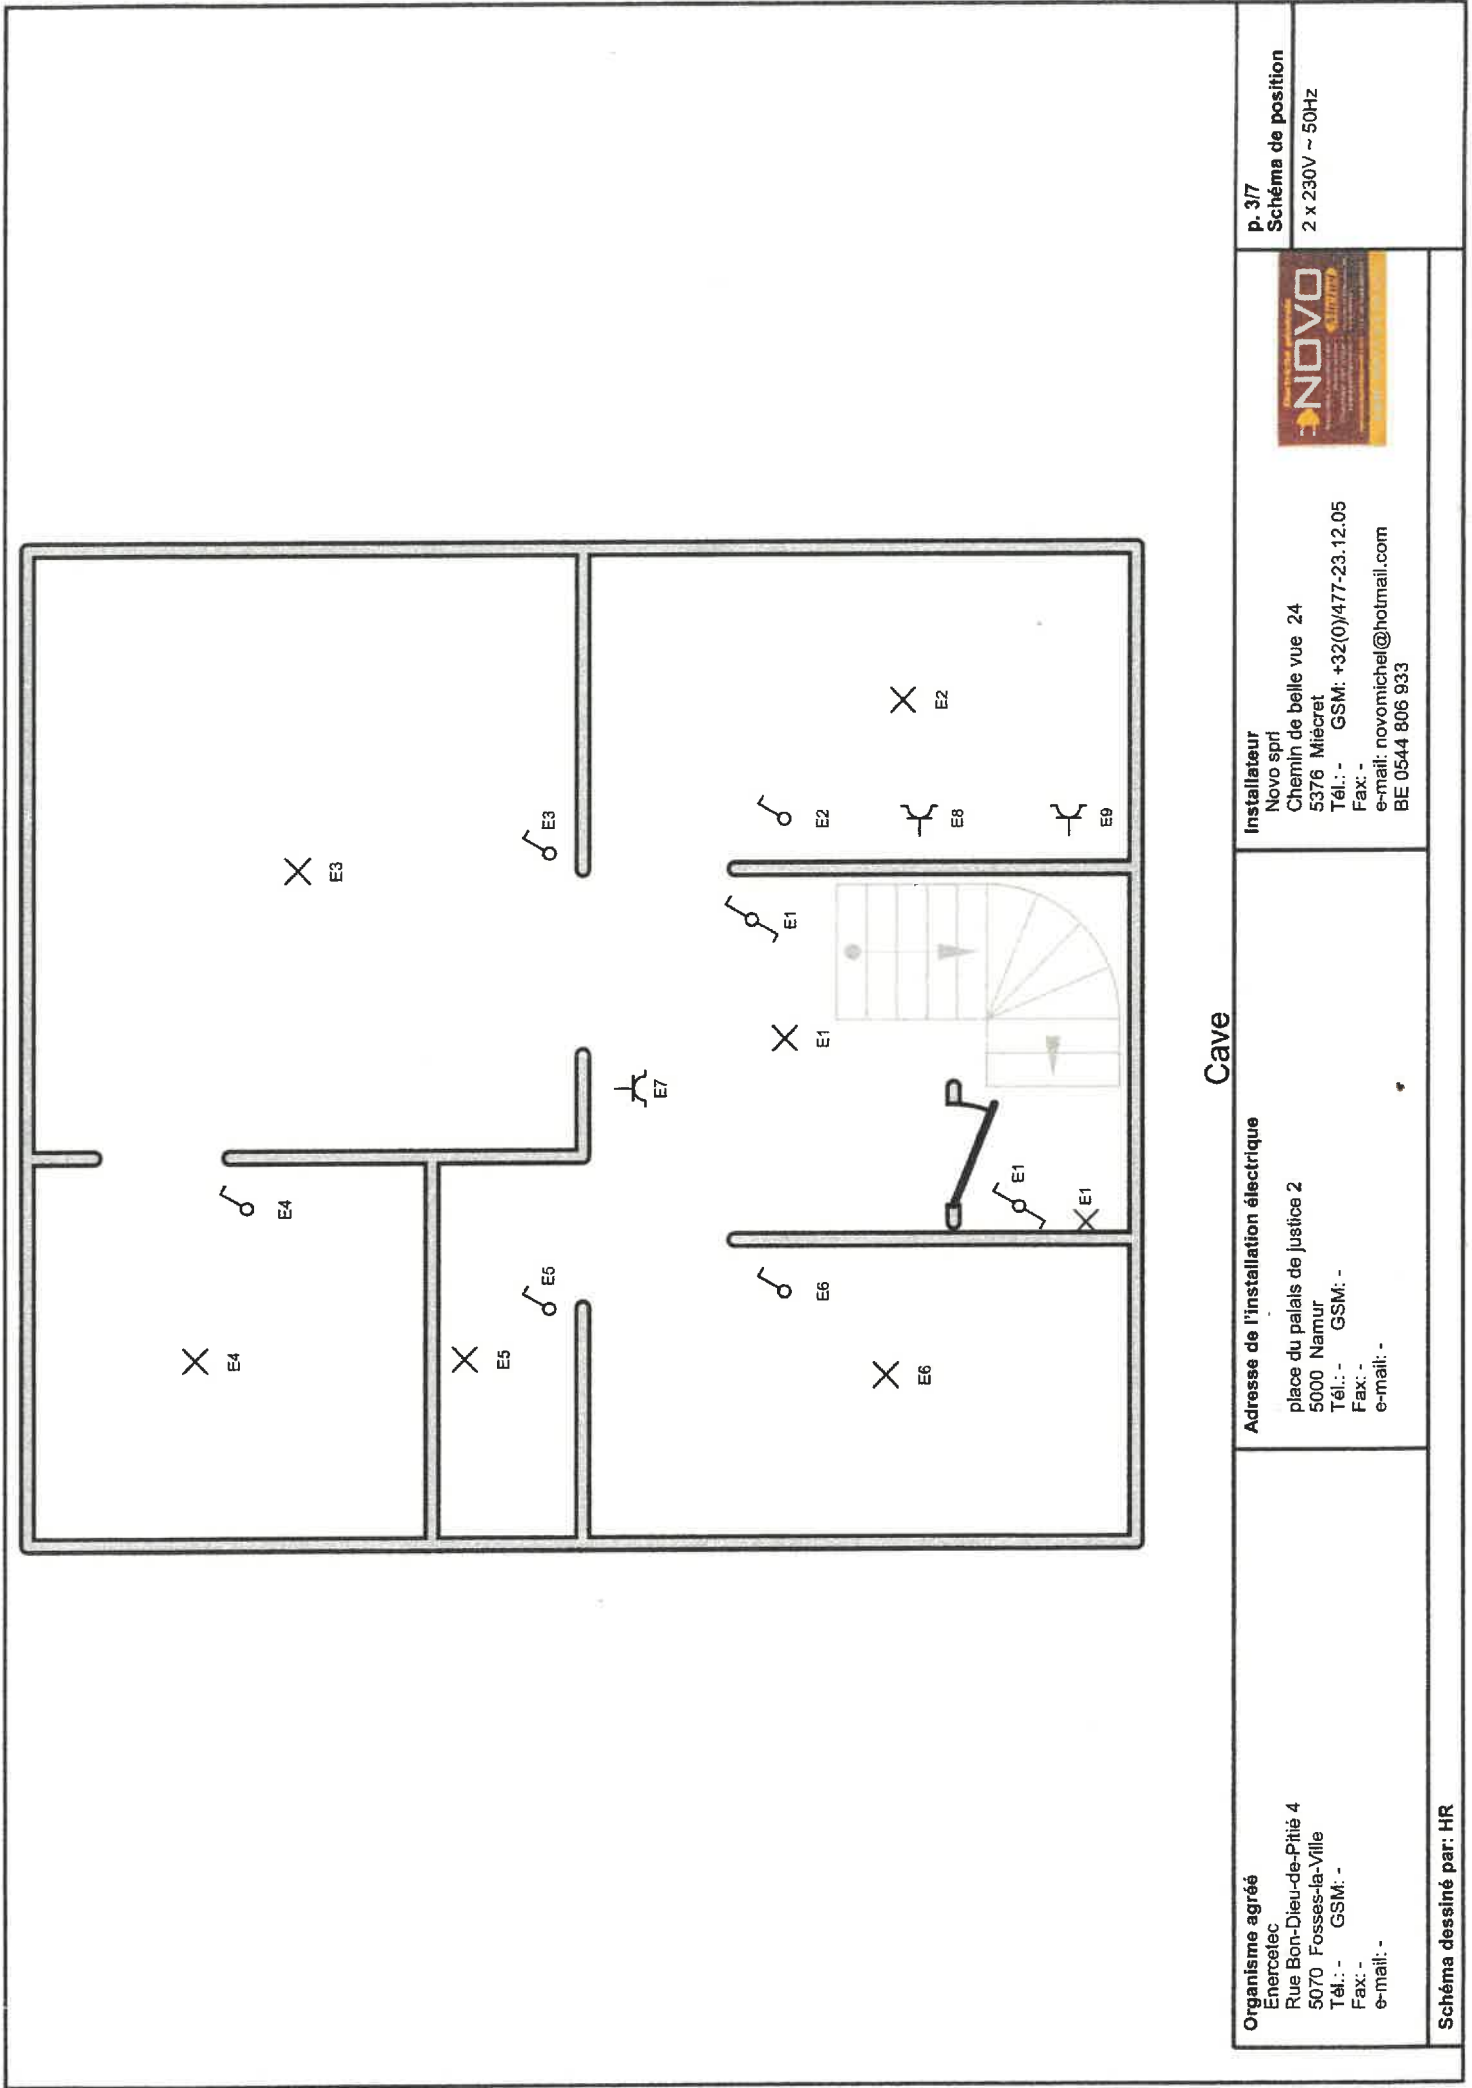 E4
E4
E5
E5
E3
E3
E7
E6
E6
E1
E1
E1
E1
E2
E2
E8
E9
Cave
Organisme agréé
Enercetec
Rue Bon-Dieu-de-Pitié 4
5070 Fosses-la-Ville
Tél.: - GSM: -
Fax: -
e-mail: -
Adresse de l'installation électrique
place du palais de justice 2
5000 Namur
Tél.: - GSM: -
Fax: -
e-mail: -
Installateur
Novo sprl
Chemin de belle vue 24
5376 Miécret
Tél.: - GSM: +32(0)/477-23.12.05
Fax: -
e-mail: novomichel@hotmail.com
BE 0544 806 933
Electricité générale
NOVO
p. 3/7
Schéma de position
2 x 230V ~ 50Hz
Schéma dessiné par: HR